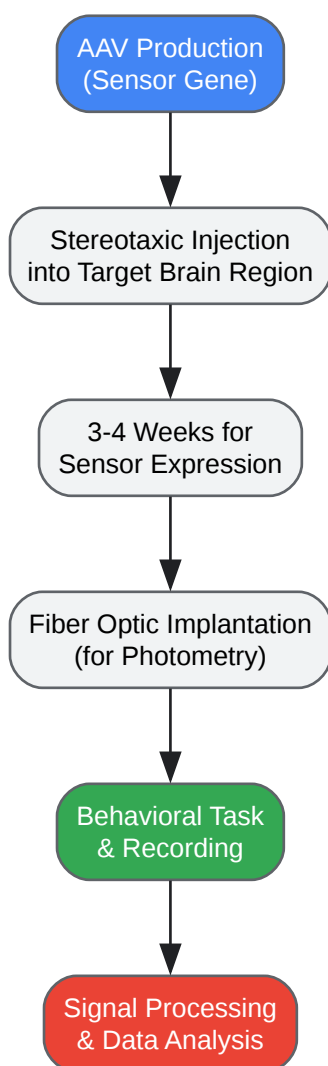 AAV Production
(Sensor Gene)
Stereotaxic Injection
into Target Brain Region
3-4 Weeks for
Sensor Expression
Fiber Optic Implantation
(for Photometry)
Behavioral Task
& Recording
Signal Processing
& Data Analysis